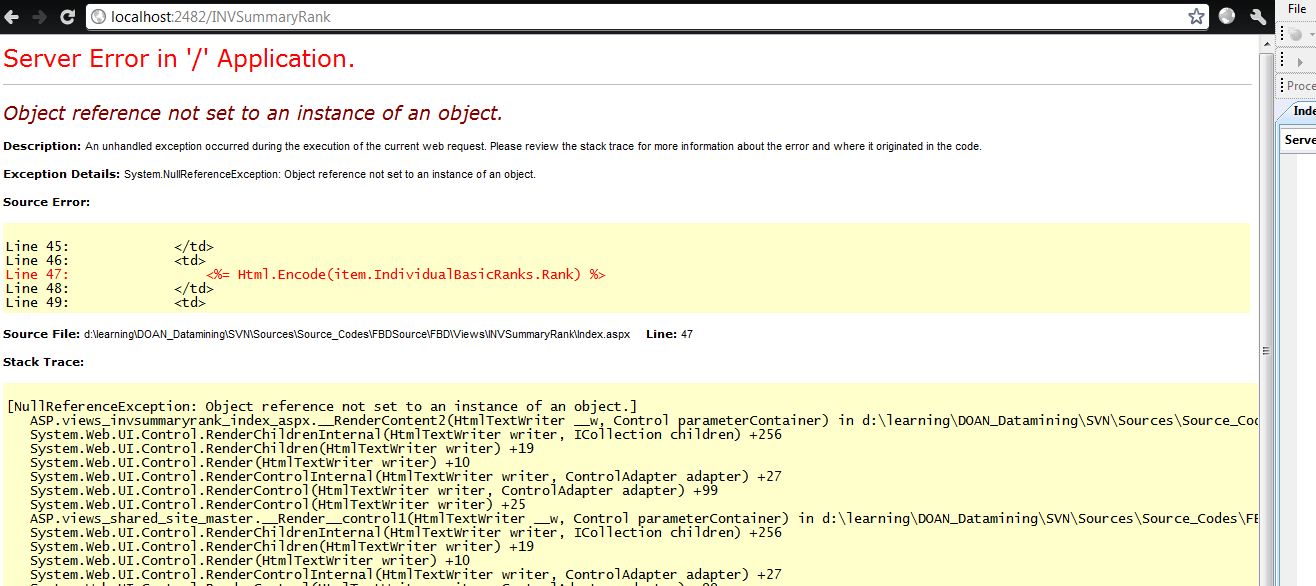 localhost:2482/INVSummaryRank
File
Server Error in '/' Application.
Proce
Object reference not set to an instance of an object.
Inde
Description: An unhandled exception occurred during the execution of the current web request. Please review the stack trace for more information about the error and where it originated in the code.
Serve
Exception Details: System.NullReferenceException: Object reference not set to an instance of an object.
Source Error:
Line 45:             </td>
Line 46:             <td>
Line 47:                 <%= Html.Encode(item.IndividualBasicRanks.Rank) %>
Line 48:             </td>
Line 49:             <td>
Source File: d:\learning\DOAN_Datamining\SVN\Sources\Source_Codes\FBDSource\FBD\Views\INVSummaryRank\Index.aspx    Line: 47
Stack Trace:
[NullReferenceException: Object reference not set to an instance of an object.]
   ASP.views_invsummaryrank_index_aspx.__RenderContent2(HtmlTextWriter __w, Control parameterContainer) in d:\learning\DOAN_Datamining\SVN\Sources\Source_Cod
   System.Web.UI.Control.RenderChildrenInternal(HtmlTextWriter writer, ICollection children) +256
   System.Web.UI.Control.RenderChildren(HtmlTextWriter writer) +19
   System.Web.UI.Control.Render(HtmlTextWriter writer) +10
   System.Web.UI.Control.RenderControlInternal(HtmlTextWriter writer, ControlAdapter adapter) +27
   System.Web.UI.Control.RenderControl(HtmlTextWriter writer, ControlAdapter adapter) +99
   System.Web.UI.Control.RenderControl(HtmlTextWriter writer) +25
   ASP.views_shared_site_master.__Render__control1(HtmlTextWriter __w, Control parameterContainer) in d:\learning\DOAN_Datamining\SVN\Sources\Source_Codes\FB
   System.Web.UI.Control.RenderChildrenInternal(HtmlTextWriter writer, ICollection children) +256
   System.Web.UI.Control.RenderChildren(HtmlTextWriter writer) +19
   System.Web.UI.Control.Render(HtmlTextWriter writer) +10
   System.Web.UI.Control.RenderControlInternal(HtmlTextWriter writer, ControlAdapter adapter) +27